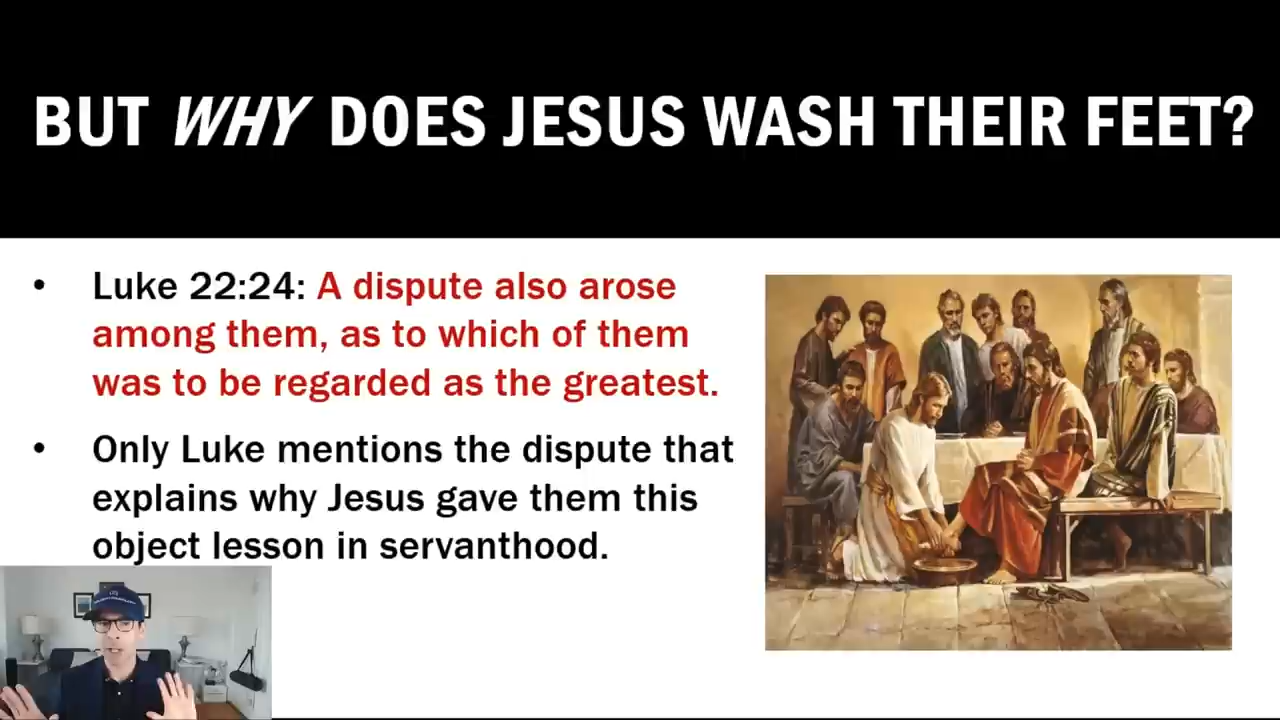 BUT WHY DOES JESUS WASH THEIR FEET?
• Luke 22:24: A dispute also arose
among them, as to which of them
was to be regarded as the greatest.
• Only Luke mentions the dispute that
explains why Jesus gave them this
object lesson in servanthood.